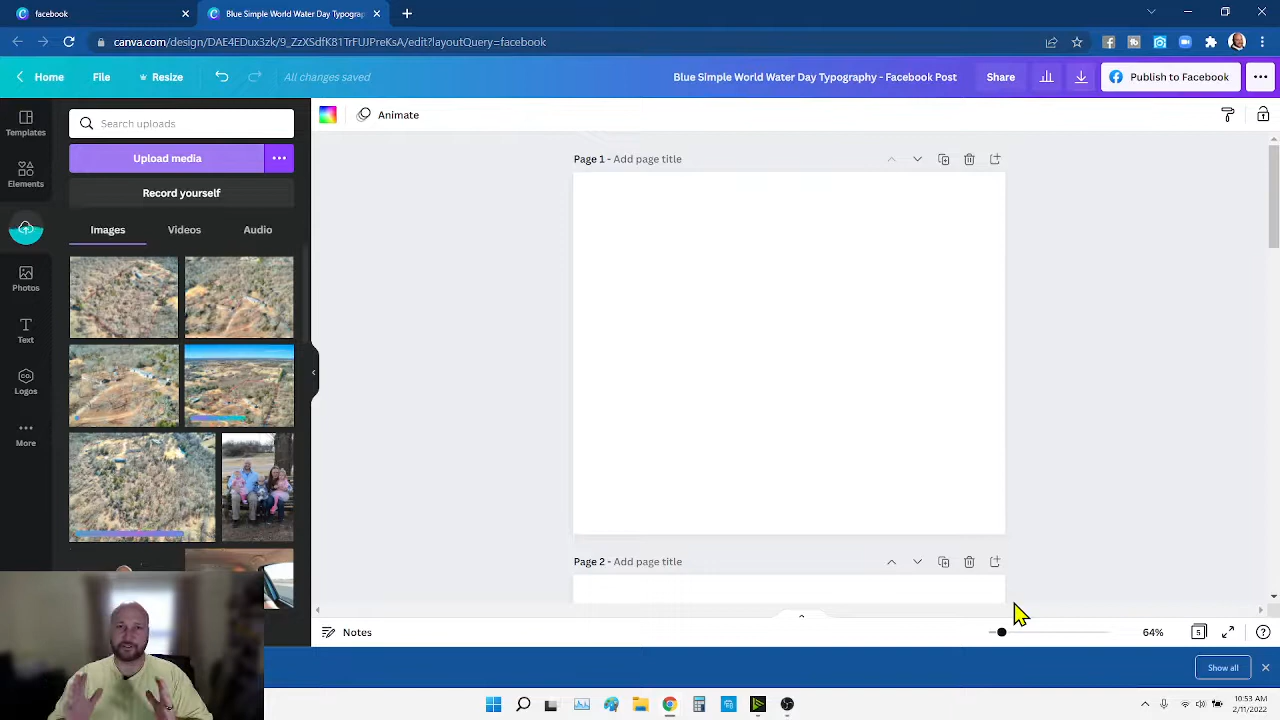 facebook
Blue Simple World Water Day Typograp
canva.com/design/DAE4EDux3k/9_ZzXSdfK81TrFUJPreKsA/edit?layoutQuery=facebook
Home
File
Resize
All changes saved
Blue Simple World Water Day Typography - Facebook Post
Share
Publish to Facebook
Templates
Elements
Photos
Text
CO.
Logos
More
Search uploads
Upload media
Record yourself
Images
Videos
Audio
Animate
Page 1 - Add page title
Page 2 - Add page title
Notes
64%
5
Show all
10:53 AM
2/11/2022